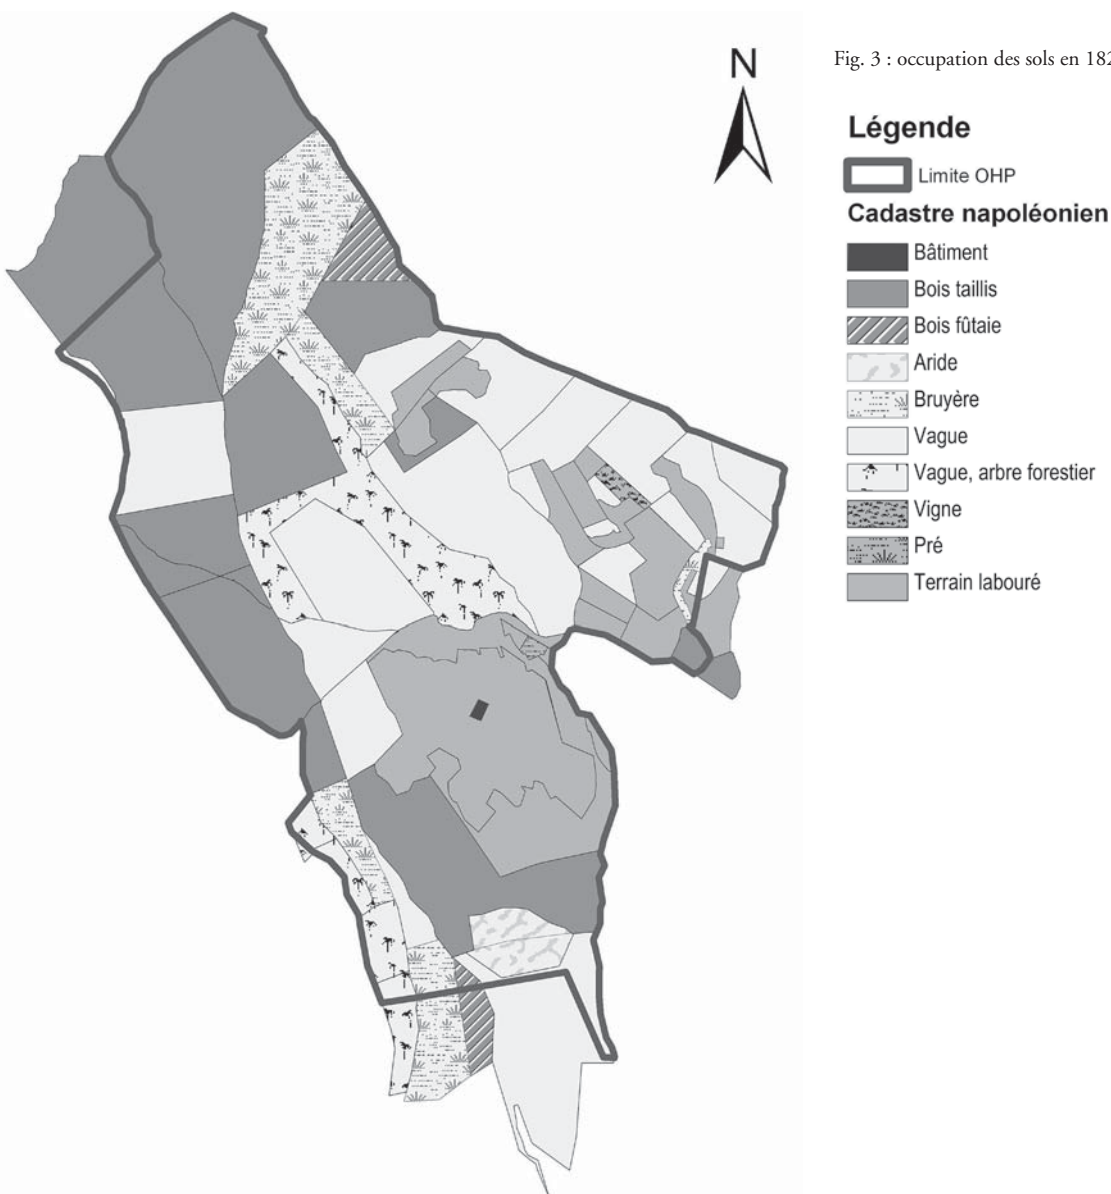 N
Fig. 3 : occupation des sols en 182
Légende
Limite OHP
Cadastre napoléonien
Bâtiment
Bois taillis
Bois fûtaie
Aride
Bruyère
Vague
Vague, arbre forestier
Vigne
Pré
Terrain labouré